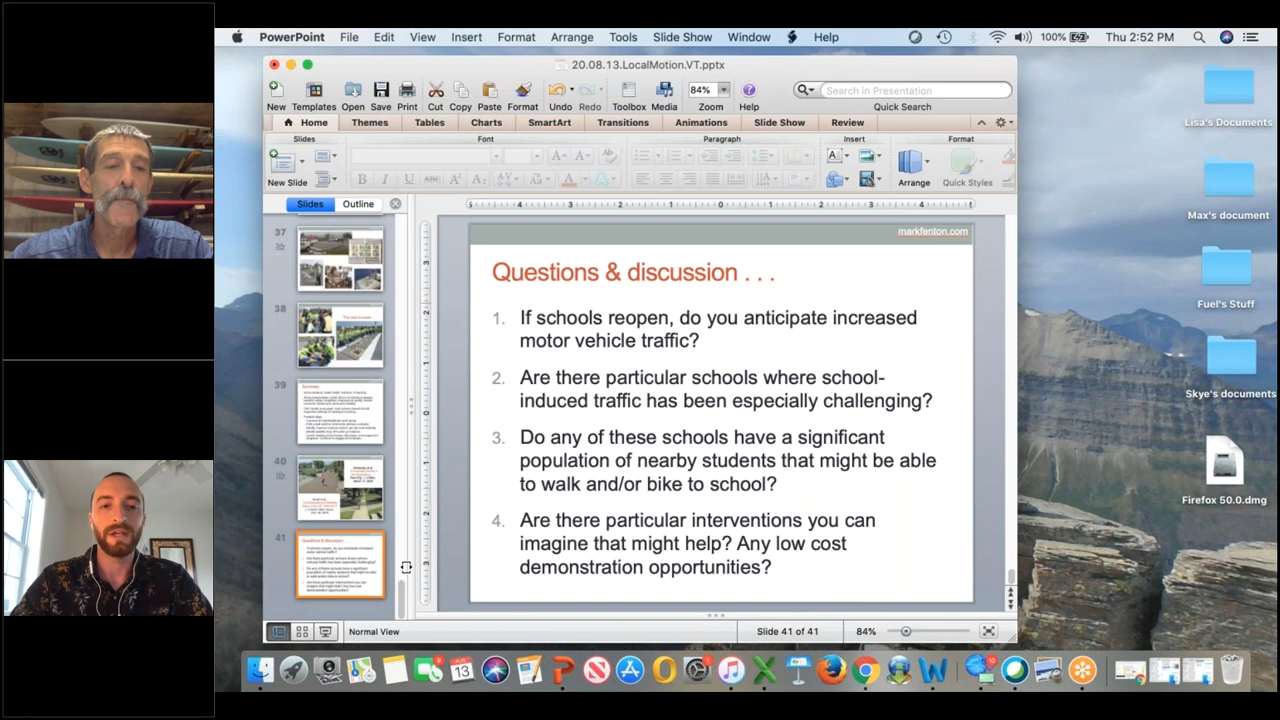 PowerPoint File Edit View Insert Format Arrange Tools Slide Show Window Help 100% Thu 2:52 PM
20.08.13.LocalMotion.VT.pptx
84% Search in Presentation
New Templates Open Save Print Cut Copy Paste Format Undo Redo Toolbox Media Zoom Help Quick Search
Home Themes Tables Charts SmartArt Transitions Animations Slide Show Review
Slides Font Paragraph Insert Format
New Slide Arrange Quick Styles
Slides Outline
markfenton.com
Questions & discussion . . .
1. If schools reopen, do you anticipate increased
motor vehicle traffic?
2. Are there particular schools where school-
induced traffic has been especially challenging?
3. Do any of these schools have a significant
population of nearby students that might be able
to walk and/or bike to school?
4. Are there particular interventions you can
imagine that might help? Any low cost
demonstration opportunities?
37
38
39
Summary
40
41
Questions & discussion . . .
Normal View Slide 41 of 41 84%
Lisa's Documents
Max's document
Fuel's Stuff
Skye's documents
Firefox 50.0.dmg
AUG
13